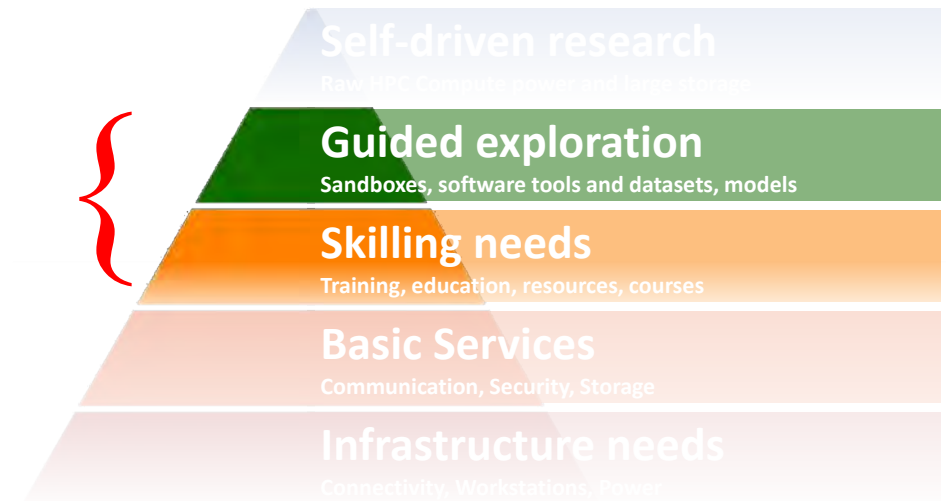 Self-driven research
Raw HPC Compute power and large storage
Guided exploration
Sandboxes, software tools and datasets, models
Skilling needs
Training, education, resources, courses
Basic Services
Communication, Security, Storage
Infrastructure needs
Connectivity, Workstations, Power